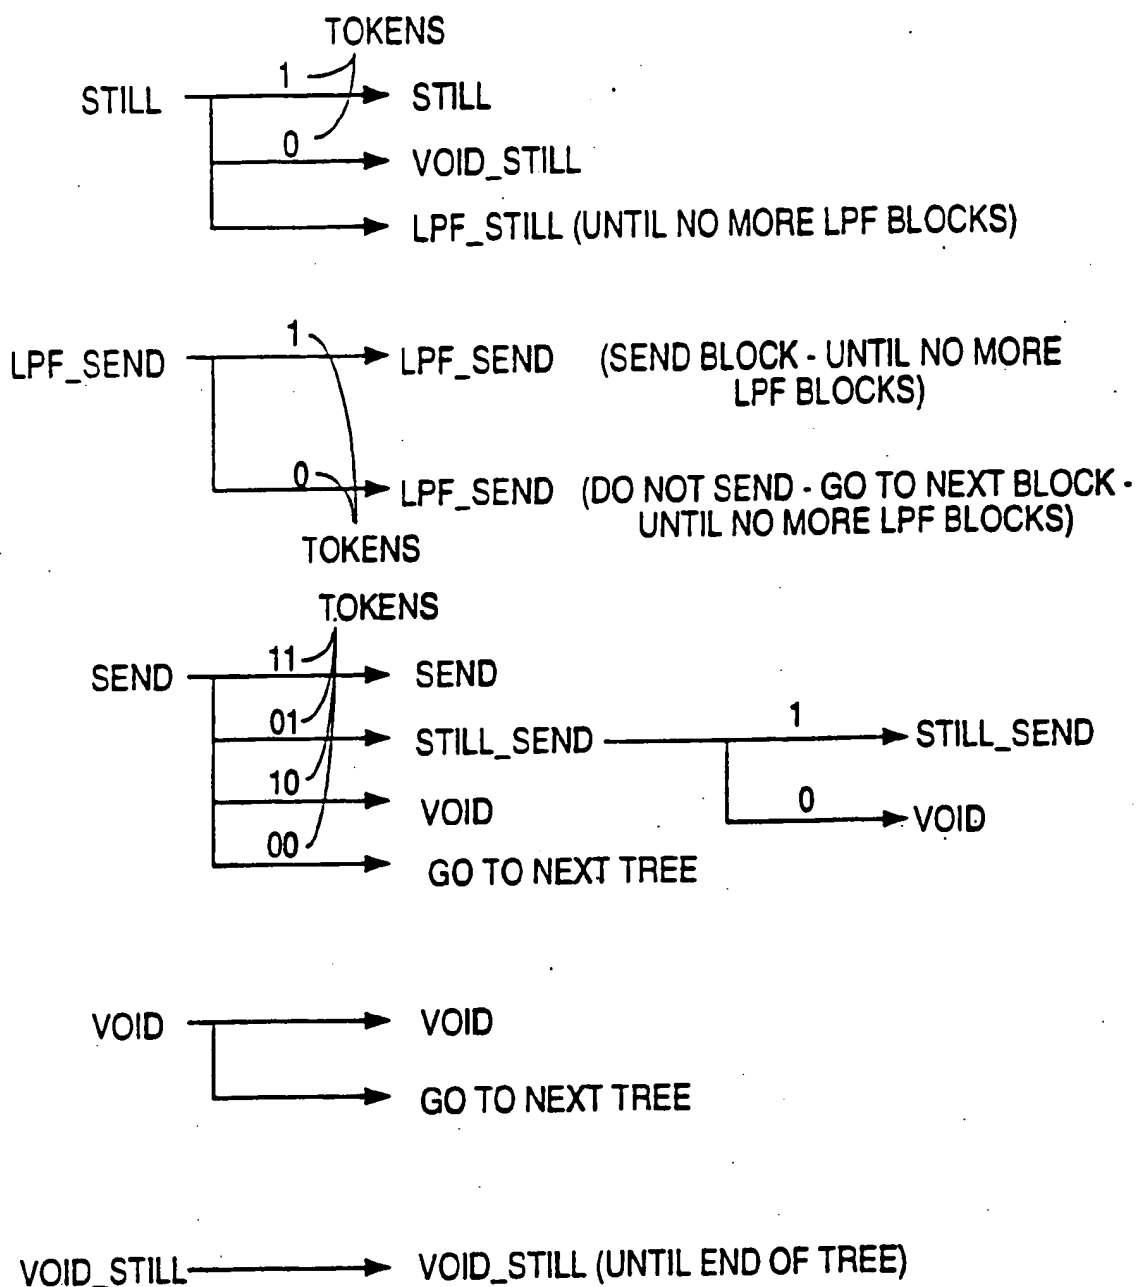 TOKENS
STILL 1 STILL
0 VOID_STILL
LPF_STILL (UNTIL NO MORE LPF BLOCKS)
LPF_SEND 1 LPF_SEND (SEND BLOCK - UNTIL NO MORE
LPF BLOCKS)
0 LPF_SEND (DO NOT SEND - GO TO NEXT BLOCK -
UNTIL NO MORE LPF BLOCKS)
TOKENS
TOKENS
SEND 11 SEND
01 STILL_SEND 1 STILL_SEND
10 VOID 0 VOID
00 GO TO NEXT TREE
VOID VOID
GO TO NEXT TREE
VOID_STILL VOID_STILL (UNTIL END OF TREE)